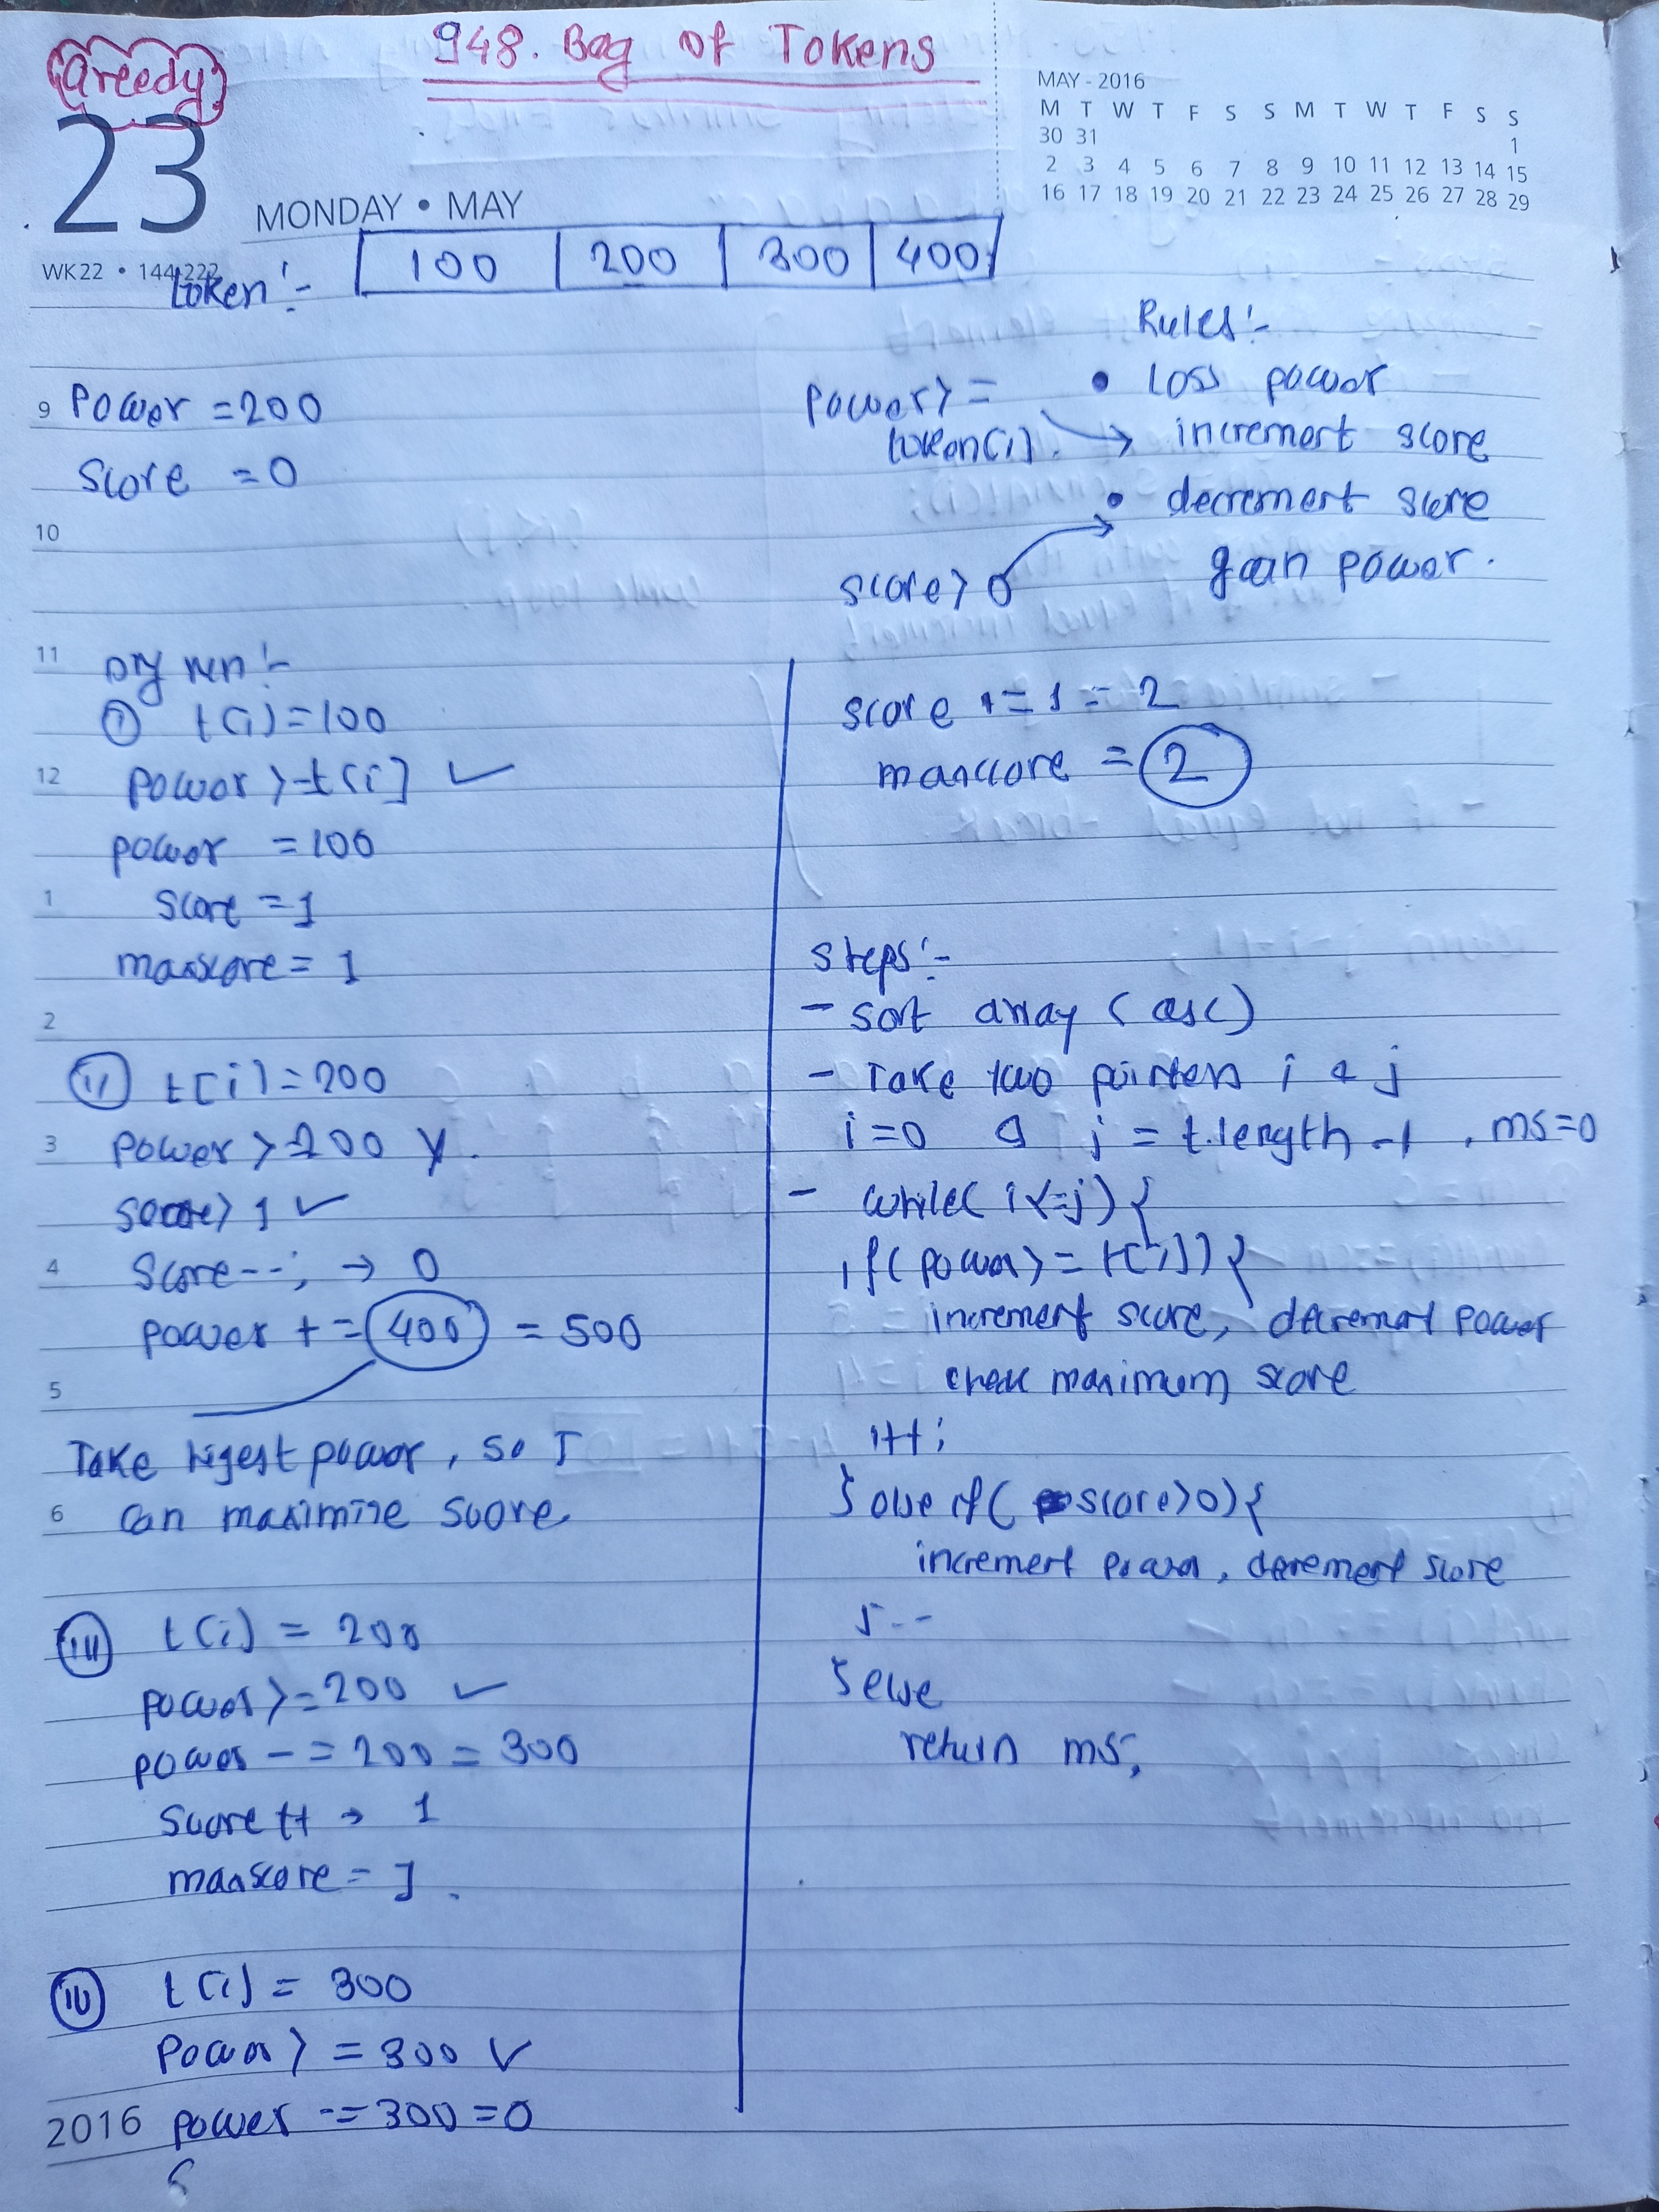 Greedy
948. Bag of Tokens
23
MONDAY • MAY
WK22 • 144-222
MAY - 2016
M T W T F S S M T W T F S S
30 31 1
2 3 4 5 6 7 8 9 10 11 12 13 14 15
16 17 18 19 20 21 22 23 24 25 26 27 28 29
token :-
100 200 300 400
9 Power = 200
Score = 0
10
Rules :-
power >= token(i).
• Loss power
→ increment score
• decrement score
gain power.
score > 0
11 Dry run :-
(i) t(i) = 100
12 power > t[i] ✓
power = 100
1 score = 1
maxscore = 1
2
(ii) t[i] = 200
3 power > 200 X.
score > 1 ✓
4 Score--; → 0
power += 400 = 500
5
Take higest power, so I
6 can maximize score
(iii) t(i) = 200
power >= 200 ✓
power -= 200 = 300
Score ++ → 1
maxscore = 1.
(iv) t(i) = 300
Power >= 300 ✓
2016 power -= 300 = 0
score += 1 = 2
maxscore = 2
Steps :-
- sort array (asc)
- Take two pointers i & j
i=0 & j = t.length -1 , ms=0
- while( i<=j) {
if(power >= t[i]) {
increment score, decrement power
check maximum score
i++;
} else if( score>0) {
increment power, decrement score
j--
} else
return ms;